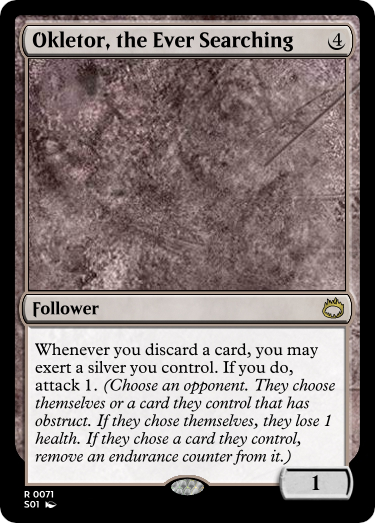 Okletor, the Ever Searching 4
Follower
Whenever you discard a card, you may
exert a silver you control. If you do,
attack 1. (Choose an opponent. They choose
themselves or a card they control that has
obstruct. If they chose themselves, they lose 1
health. If they chose a card they control,
remove an endurance counter from it.)
1
R 0071
S01